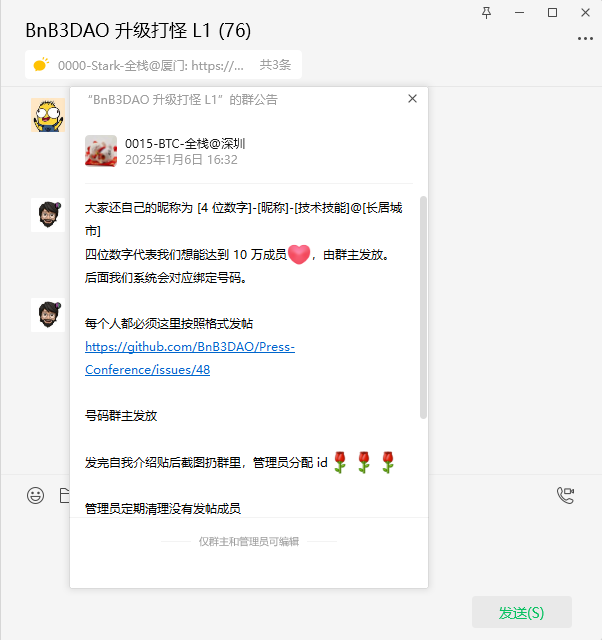 BnB3DAO 升级打怪 L1 (76)
0000-Stark-全栈@厦门: https://... 共3条
“BnB3DAO 升级打怪 L1”的群公告
0015-BTC-全栈@深圳
2025年1月6日 16:32
大家还自己的昵称为 [4 位数字]-[昵称]-[技术技能]@[长居城
市]
四位数字代表我们想能达到 10 万成员❤️，由群主发放。
后面我们系统会对应绑定号码。
每个人都必须这里按照格式发帖
https://github.com/BnB3DAO/Press-
Conference/issues/48
号码群主发放
发完自我介绍贴后截图扔群里，管理员分配 id🌹🌹🌹
管理员定期清理没有发帖成员
仅群主和管理员可编辑
发送(S)